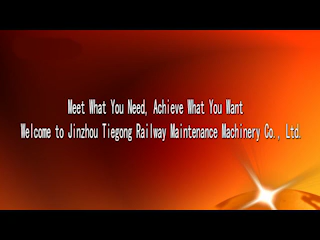 Meet What You Need, Achieve What You Want
Welcome to Jinzhou Tiegong Railway Maintenance Machinery Co., Ltd.